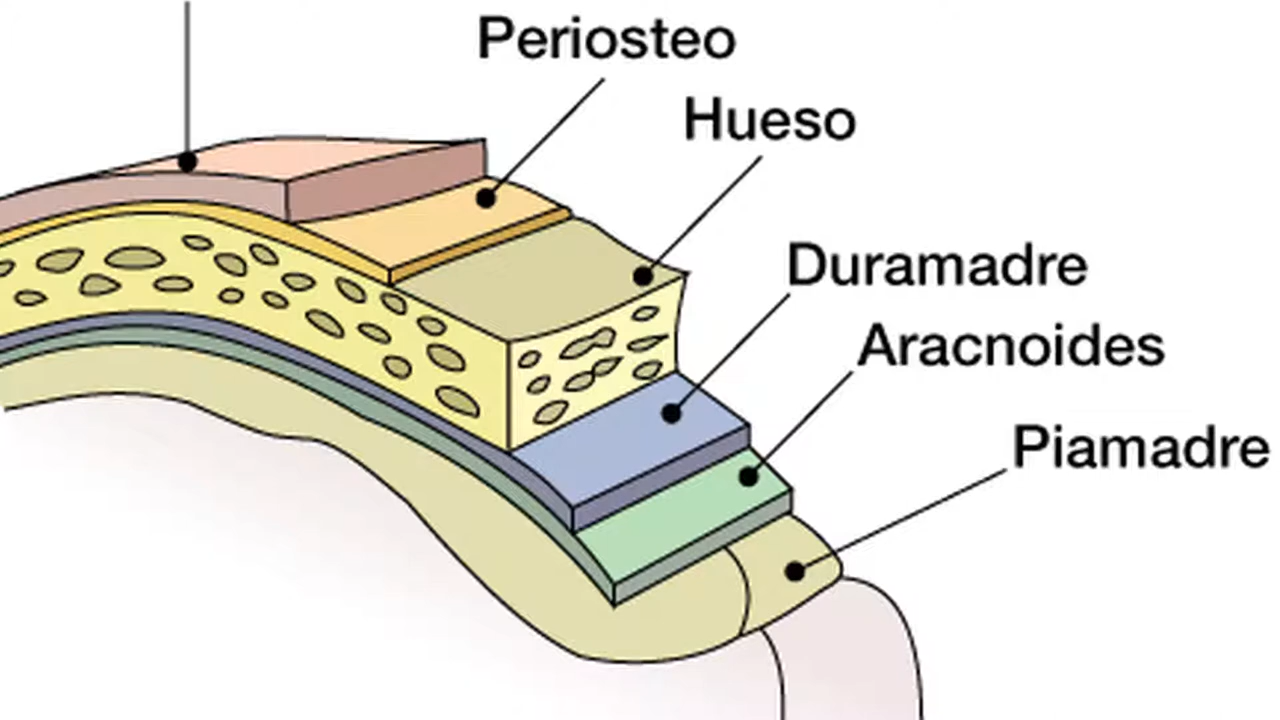 Periosteo
Hueso
Duramadre
Aracnoides
Piamadre